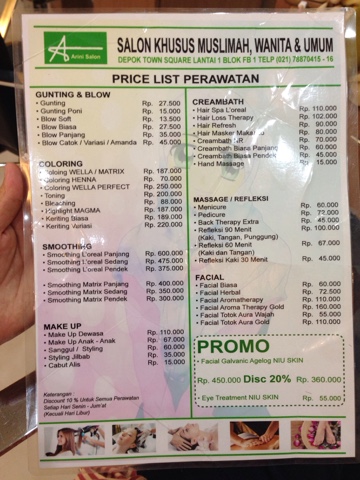 Arini Salon
SALON KHUSUS MUSLIMAH, WANITA & UMUM
DEPOK TOWN SQUARE LANTAI 1 BLOK FB 1 TELP (021) 78870415 - 16
PRICE LIST PERAWATAN
GUNTING & BLOW
• Gunting Rp. 27.500
• Gunting Poni Rp. 15.000
• Blow Soft Rp. 13.500
• Blow Biasa Rp. 27.500
• Blow Panjang Rp. 35.000
• Blow Catok / Variasi / Amanda Rp. 45.000
COLORING
• Coloing WELLA / MATRIX Rp. 187.000
• Coloring HENNA Rp. 70.000
• Coloring WELLA PERFECT Rp. 250.000
• Toning Rp. 200.000
• Bleaching Rp. 88.000
• Highlight MAGMA Rp. 187.000
• Keriting Biasa Rp. 189.000
• Keriting Variasi Rp. 220.000
SMOOTHING
• Smoothing L'oreal Panjang Rp. 600.000
• Smoothing L'oreal Sedang Rp. 475.000
• Smoothing L'oreal Pendek Rp. 375.000
• Smoothing Matrix Panjang Rp. 400.000
• Smoothing Matrix Sedang Rp. 350.000
• Smoothing Matrix Pendek Rp. 300.000
MAKE UP
• Make Up Dewasa Rp. 110.000
• Make Up Anak - Anak Rp. 67.000
• Sanggul / Styling Rp. 60.000
• Styling Jilbab Rp. 35.000
• Cabut Alis Rp. 15.000
Keterangan:
Discount 10 % Untuk Semua Perawatan
Setiap Hari Senin - Jum'at
(Kecuali Hari Libur)
CREAMBATH
• Hair Spa L'oreal Rp. 110.000
• Hair Loss Therapy Rp. 102.000
• Hair Refresh Rp. 90.000
• Hair Masker Makarizo Rp. 80.000
• Creambath NR Rp. 70.000
• Creambath Biasa Panjang Rp. 60.000
• Creambath Biasa Pendek Rp. 45.000
• Hand Massage Rp. 15.000
MASSAGE / REFLEKSI
• Menicure Rp. 60.000
• Pedicure Rp. 72.000
• Back Therapy Extra Rp. 45.000
• Refleksi 90 Menit Rp. 100.000
(Kaki, Tangan, Punggung)
• Refleksi 60 Menit Rp. 67.000
(Kaki dan Tangan)
• Refleksi Kaki 30 Menit Rp. 45.000
FACIAL
• Facial Biasa Rp. 60.000
• Facial Herbal Rp. 72.500
• Facial Aromatherapy Rp. 110.000
• Facial Aroma Therapy Gold Rp. 160.000
• Facial Totok Aura Wajah Rp. 55.000
• Facial Totok Aura Gold Rp. 110.000
PROMO
• Facial Galvanic Agelog NIU SKIN
Rp. 450.000 Disc 20% Rp. 360.000
• Eye Treatment NIU SKIN Rp. 55.000